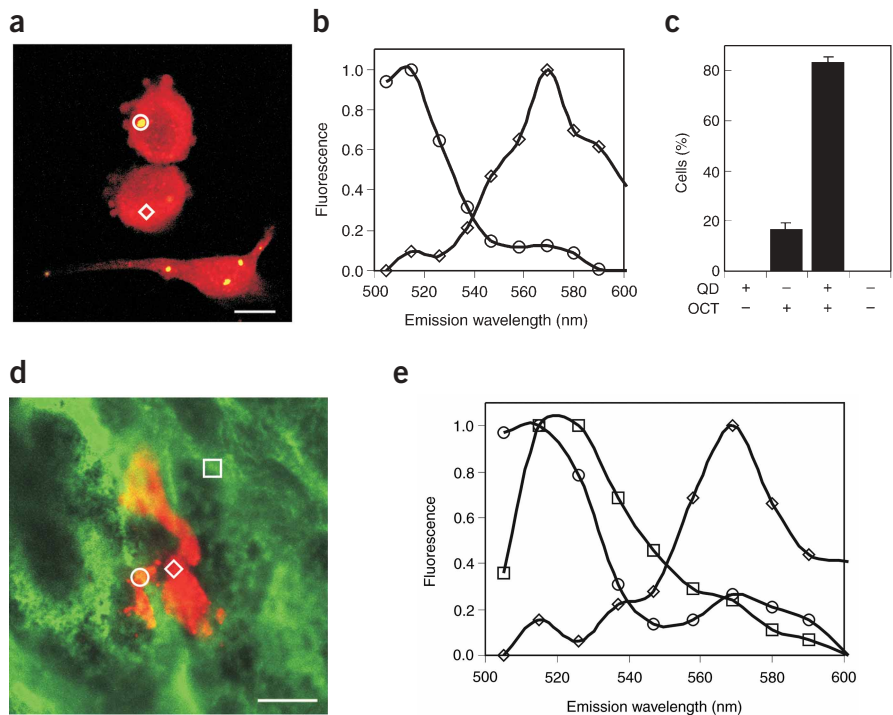 a
b
1.0
0.8
0.6
0.4
0.2
0.0
Fluorescence
500 520 540 560 580 600
Emission wavelength (nm)
c
80
60
40
20
0
Cells (%)
QD + – + –
OCT – + + –
d
e
1.0
0.8
0.6
0.4
0.2
0.0
Fluorescence
500 520 540 560 580 600
Emission wavelength (nm)